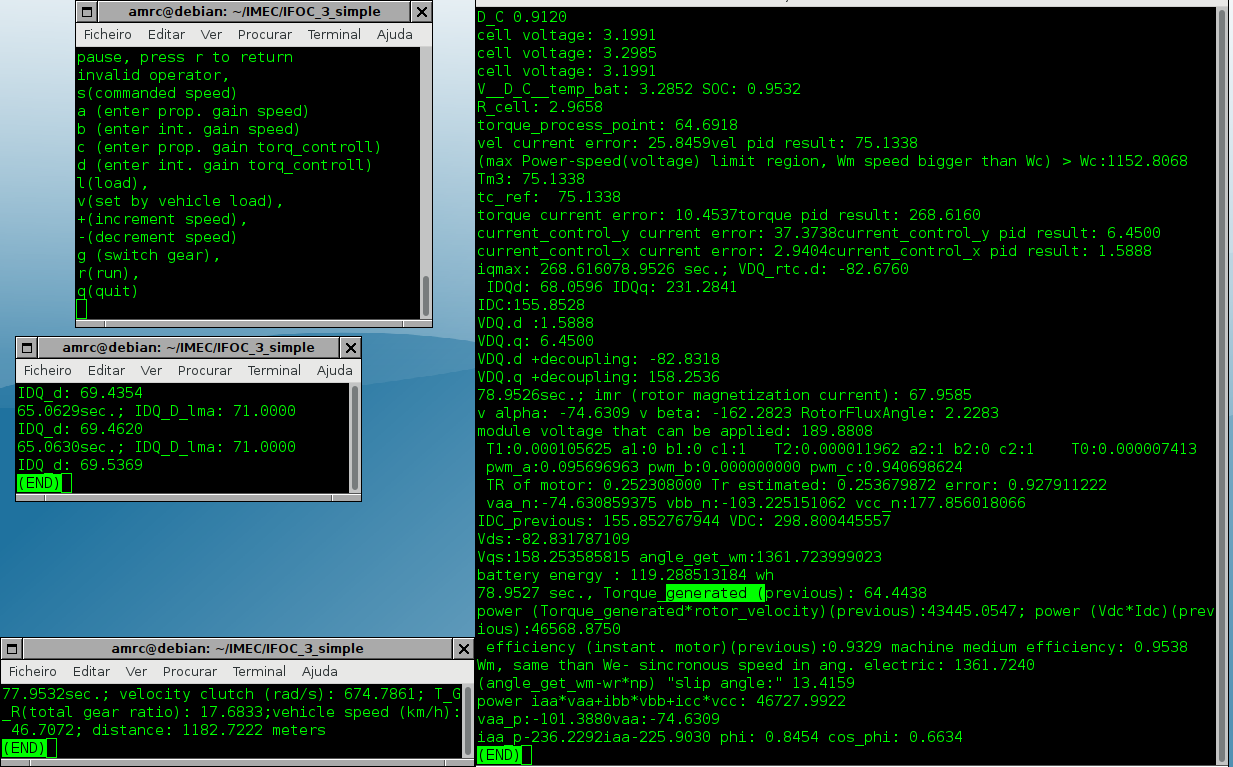 amrc@debian: ~/IMEC/IFOC_3_simple
Ficheiro Editar Ver Procurar Terminal Ajuda
pause, press r to return
invalid operator,
s(commanded speed)
a (enter prop. gain speed)
b (enter int. gain speed)
c (enter prop. gain torq_controll)
d (enter int. gain torq_controll)
l(load),
v(set by vehicle load),
+(increment speed),
-(decrement speed)
g (switch gear),
r(run),
q(quit)
amrc@debian: ~/IMEC/IFOC_3_simple
Ficheiro Editar Ver Procurar Terminal Ajuda
IDQ_d: 69.4354
65.0629sec.; IDQ_D_lma: 71.0000
IDQ_d: 69.4620
65.0630sec.; IDQ_D_lma: 71.0000
IDQ_d: 69.5369
(END)
amrc@debian: ~/IMEC/IFOC_3_simple
Ficheiro Editar Ver Procurar Terminal Ajuda
77.9532sec.; velocity clutch (rad/s): 674.7861; T_G
_R(total gear ratio): 17.6833;vehicle speed (km/h):
46.7072; distance: 1182.7222 meters
(END)
D_C 0.9120
cell voltage: 3.1991
cell voltage: 3.2985
cell voltage: 3.1991
V__D_C__temp_bat: 3.2852 SOC: 0.9532
R_cell: 2.9658
torque_process_point: 64.6918
vel current error: 25.8459vel pid result: 75.1338
(max Power-speed(voltage) limit region, Wm speed bigger than Wc) > Wc:1152.8068
Tm3: 75.1338
tc_ref:  75.1338
torque current error: 10.4537torque pid result: 268.6160
current_control_y current error: 37.3738current_control_y pid result: 6.4500
current_control_x current error: 2.9404current_control_x pid result: 1.5888
iqmax: 268.616078.9526 sec.; VDQ_rtc.d: -82.6760
IDQd: 68.0596 IDQq: 231.2841
IDC:155.8528
VDQ.d :1.5888
VDQ.q: 6.4500
VDQ.d +decoupling: -82.8318
VDQ.q +decoupling: 158.2536
78.9526sec.; imr (rotor magnetization current): 67.9585
v alpha: -74.6309 v beta: -162.2823 RotorFluxAngle: 2.2283
module voltage that can be applied: 189.8808
T1:0.000105625 a1:0 b1:0 c1:1   T2:0.000011962 a2:1 b2:0 c2:1    T0:0.000007413
pwm_a:0.095696963 pwm_b:0.000000000 pwm_c:0.940698624
TR of motor: 0.252308000 Tr estimated: 0.253679872 error: 0.927911222
vaa_n:-74.630859375 vbb_n:-103.225151062 vcc_n:177.856018066
IDC_previous: 155.852767944 VDC: 298.800445557
Vds:-82.831787109
Vqs:158.253585815 angle_get_wm:1361.723999023
battery energy : 119.288513184 wh
78.9527 sec., Torque_generated (previous): 64.4438
power (Torque_generated*rotor_velocity)(previous):43445.0547; power (Vdc*Idc)(prev
ious):46568.8750
efficiency (instant. motor)(previous):0.9329 machine medium efficiency: 0.9538
Wm, same than We- sincronous speed in ang. electric: 1361.7240
(angle_get_wm-wr*np) "slip angle:" 13.4159
power iaa*vaa+ibb*vbb+icc*vcc: 46727.9922
vaa_p:-101.3880vaa:-74.6309
iaa_p-236.2292iaa-225.9030 phi: 0.8454 cos_phi: 0.6634
(END)